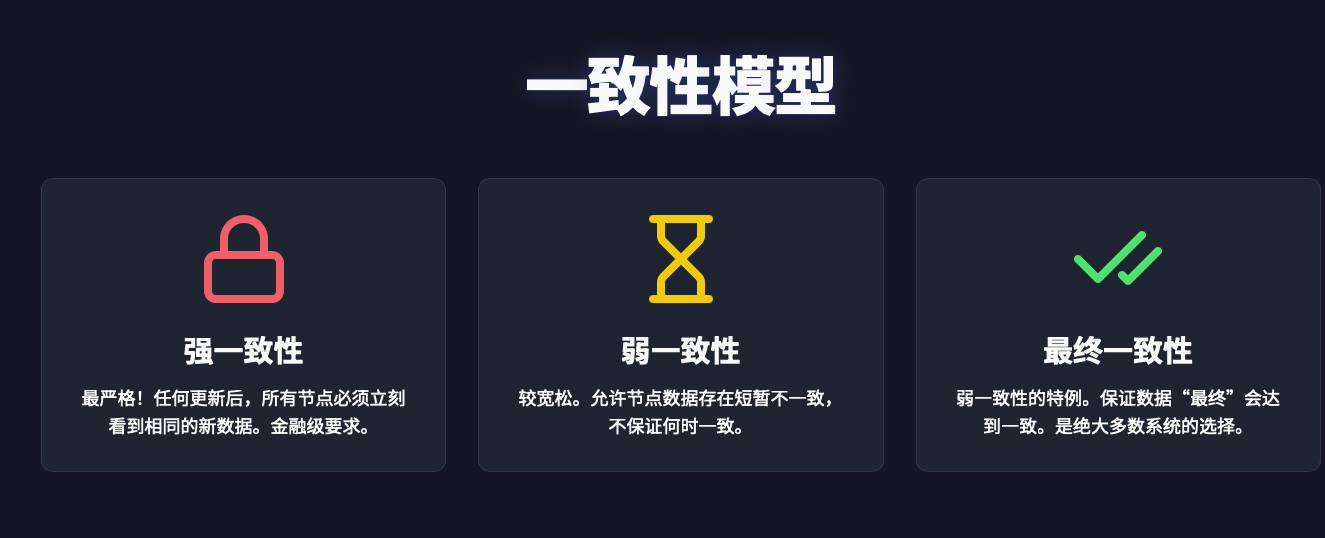 一致性模型
强一致性
最严格！任何更新后，所有节点必须立刻
看到相同的新数据。金融级要求。
弱一致性
较宽松。允许节点数据存在短暂不一致，
不保证何时一致。
最终一致性
弱一致性的特例。保证数据“最终”会达
到一致。是绝大多数系统的选择。